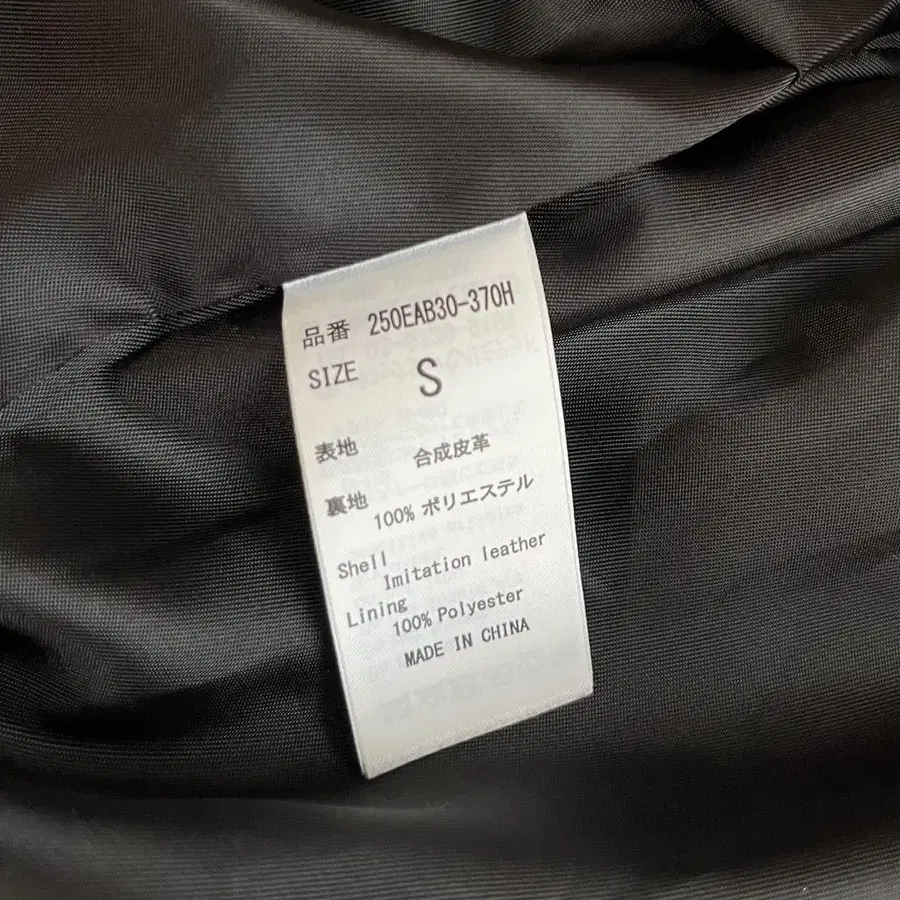 品番 250EAB30-370H
SIZE S
表地 合成皮革
裏地 100% ポリエステル
Shell
Imitation leather
Lining
100% Polyester
MADE IN CHINA